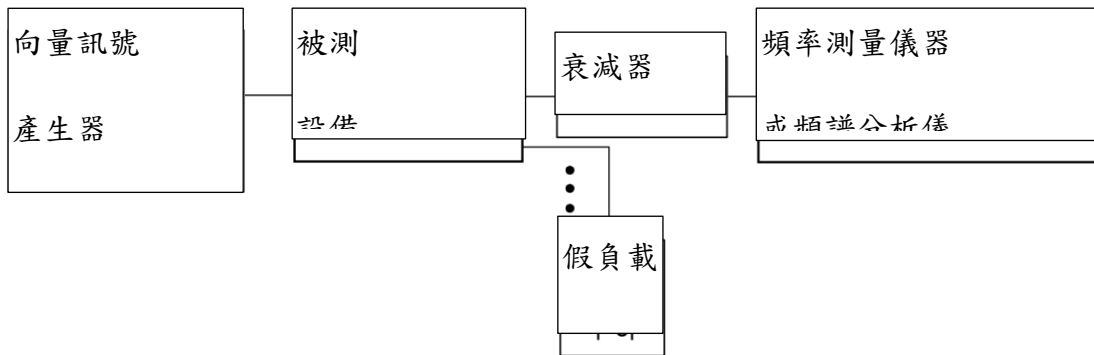 向量訊號
產生器
被測
設備
衰減器
頻率測量儀器
或頻譜分析儀
假負載